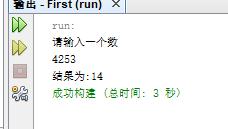 输出 - First (run)
run:
请输入一个数
4253
结果为:14
成功构建 (总时间: 3 秒)